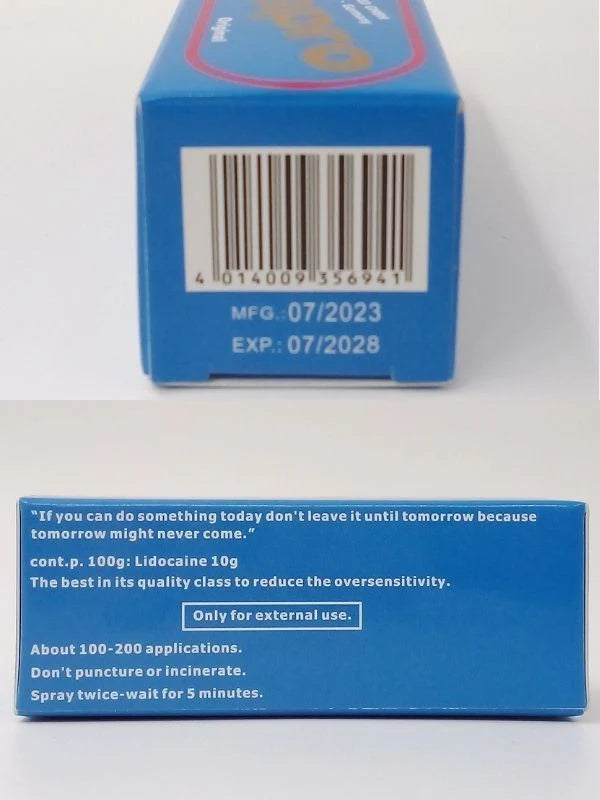 Original
Germany
4 014009 356941
MFG.: 07/2023
EXP.: 07/2028
"If you can do something today don't leave it until tomorrow because
tomorrow might never come."
cont.p. 100g: Lidocaine 10g
The best in its quality class to reduce the oversensitivity.
Only for external use.
About 100-200 applications.
Don't puncture or incinerate.
Spray twice-wait for 5 minutes.